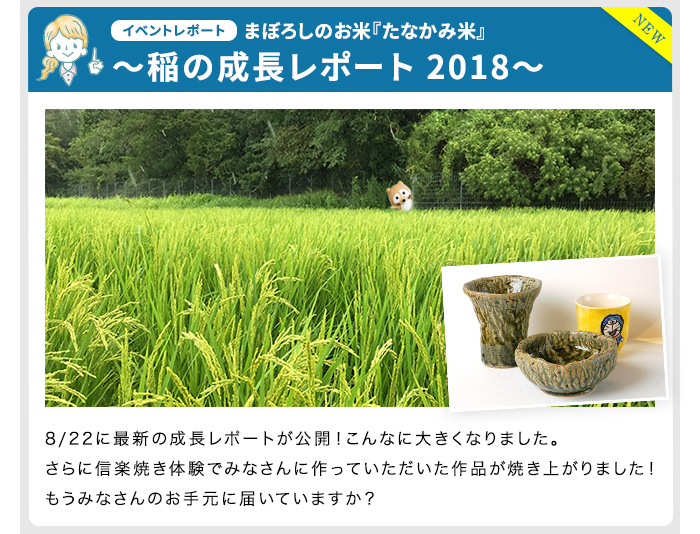 イベントレポート まぼろしのお米『たなかみ米』
～稲の成長レポート 2018～
NEW
8/22に最新の成長レポートが公開！こんなに大きくなりました。
さらに信楽焼き体験でみなさんに作っていただいた作品が焼き上がりました！
もうみなさんのお手元に届いていますか？